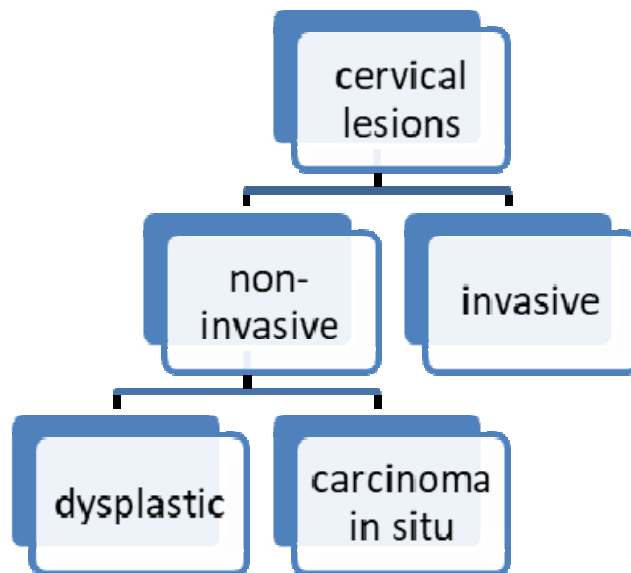 cervical
lesions
non-
invasive
invasive
dysplastic
carcinoma
in situ